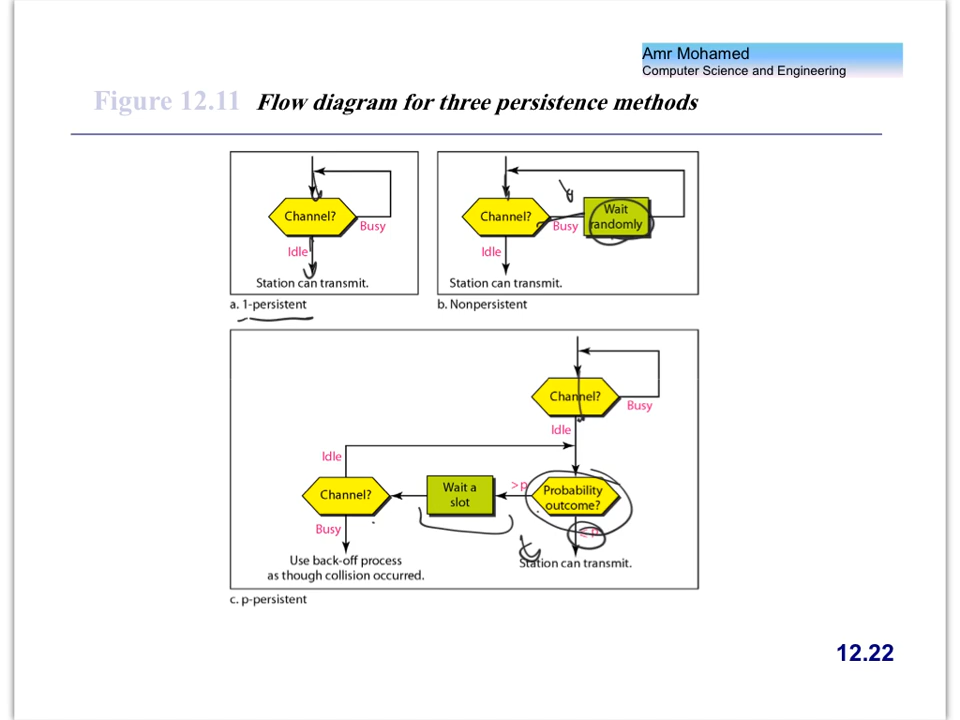 Amr Mohamed
Computer Science and Engineering
Figure 12.11 Flow diagram for three persistence methods
Channel?
Busy
Idle
Station can transmit.
a. 1-persistent
Channel?
Busy
Wait
randomly
Idle
Station can transmit.
b. Nonpersistent
Channel?
Busy
Idle
Idle
Channel?
Wait a
slot
>p
Probability
outcome?
Busy
Use back-off process
as though collision occurred.
Station can transmit.
c. p-persistent
12.22